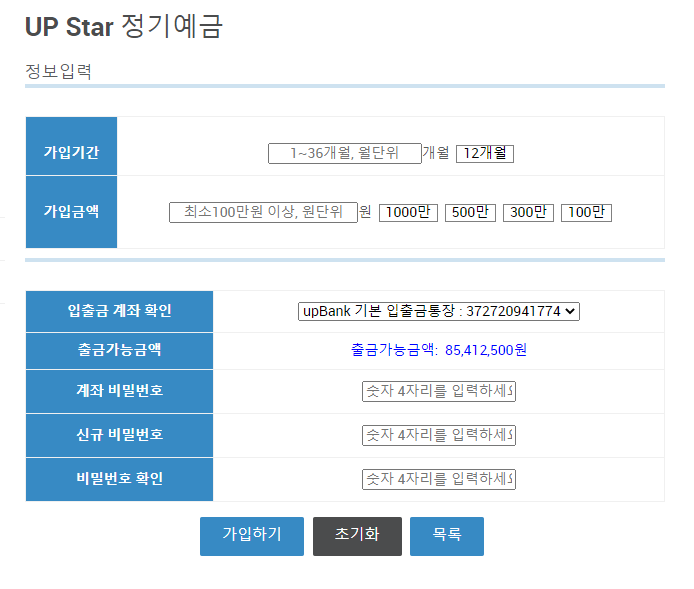 UP Star 정기예금
정보입력
가입기간 1~36개월, 월단위 개월 12개월
가입금액 최소100만원 이상, 원단위 원 1000만 500만 300만 100만
입출금 계좌 확인 upBank 기본 입출금통장 : 372720941774
출금가능금액 출금가능금액: 85,412,500원
계좌 비밀번호 숫자 4자리를 입력하세요
신규 비밀번호 숫자 4자리를 입력하세요
비밀번호 확인 숫자 4자리를 입력하세요
가입하기 초기화 목록